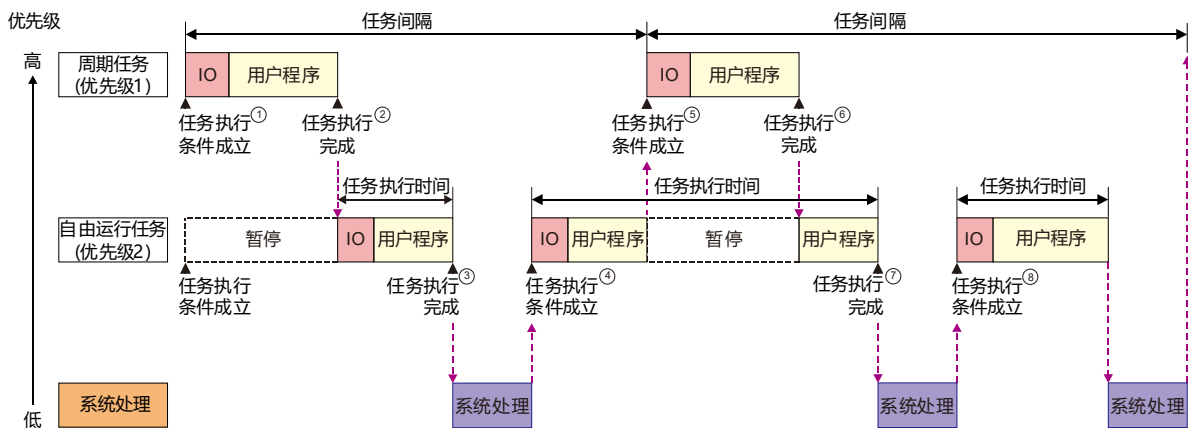 优先级
任务间隔
任务间隔
高
周期任务
(优先级1)
IO
用户程序
IO
用户程序
任务执行①
条件成立
任务执行②
完成
任务执行⑤
条件成立
任务执行⑥
完成
任务执行时间
任务执行时间
任务执行时间
自由运行任务
(优先级2)
暂停
IO
用户程序
IO
用户程序
暂停
用户程序
IO
用户程序
任务执行
条件成立
任务执行③
完成
任务执行④
条件成立
任务执行⑦
完成
任务执行⑧
条件成立
系统处理
系统处理
系统处理
系统处理
低